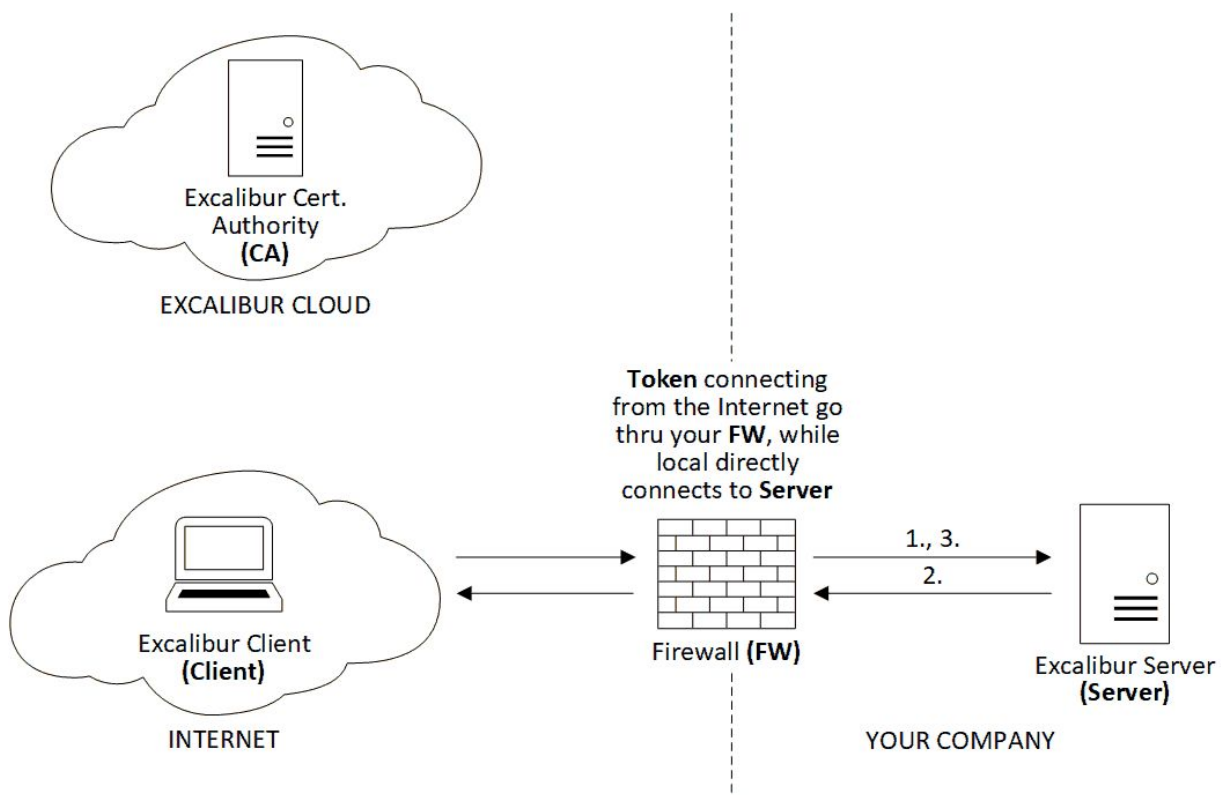 Excalibur Cert.
Authority
(CA)
EXCALIBUR CLOUD
Token connecting
from the Internet go
thru your FW, while
local directly
connects to Server
1., 3.
2.
Excalibur Client
(Client)
INTERNET
Firewall (FW)
Excalibur Server
(Server)
YOUR COMPANY